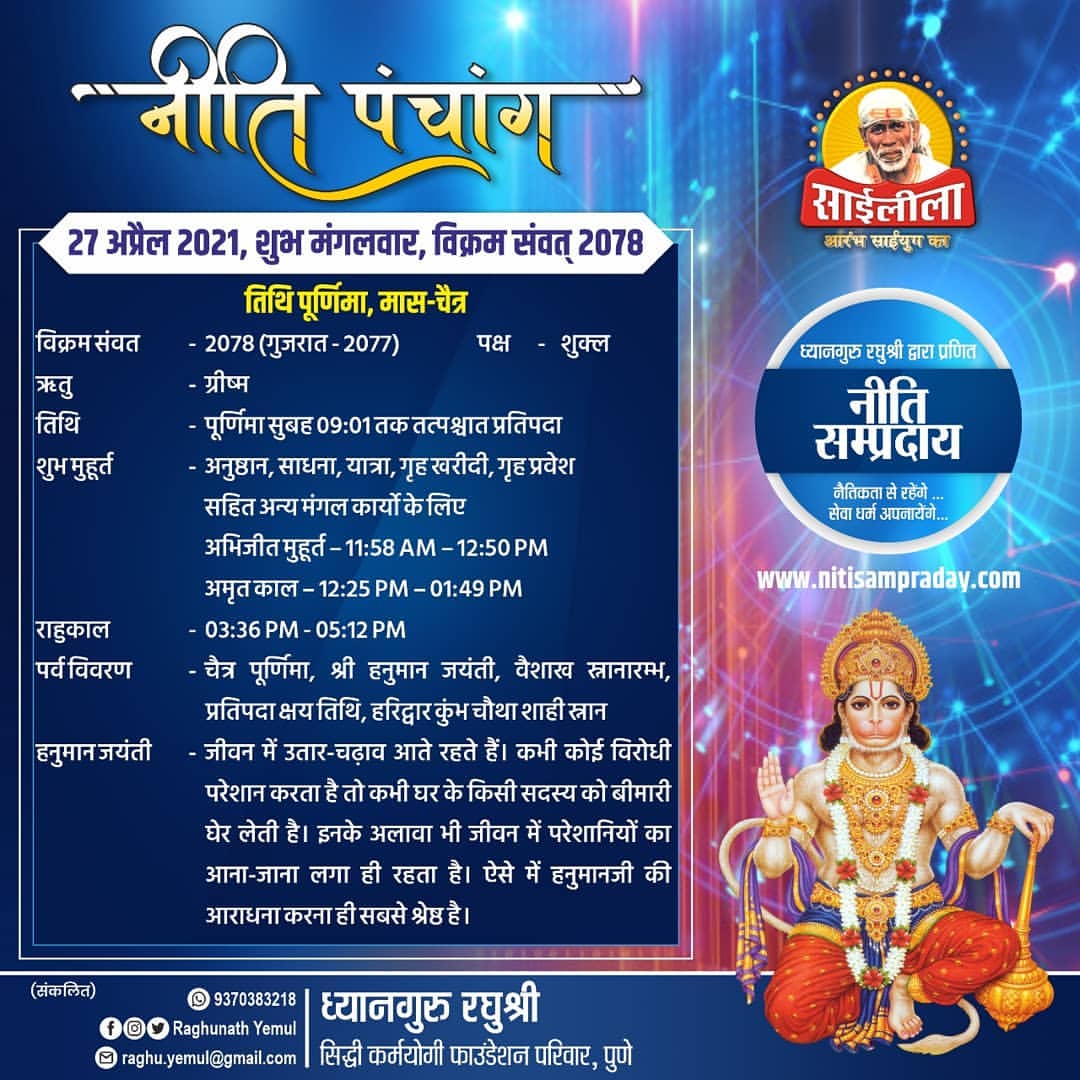 नीति पंचांग
साईलीला
आरंभ साईयुग का
27 अप्रैल 2021, शुभ मंगलवार, विक्रम संवत् 2078
तिथि पूर्णिमा, मास-चैत्र
विक्रम संवत - 2078 (गुजरात - 2077) पक्ष - शुक्ल
ऋतु - ग्रीष्म
तिथि - पूर्णिमा सुबह 09:01 तक तत्पश्चात प्रतिपदा
शुभ मुहूर्त - अनुष्ठान, साधना, यात्रा, गृह खरीदी, गृह प्रवेश
सहित अन्य मंगल कार्यो के लिए
अभिजीत मुहूर्त – 11:58 AM – 12:50 PM
अमृत काल – 12:25 PM – 01:49 PM
राहुकाल - 03:36 PM - 05:12 PM
पर्व विवरण - चैत्र पूर्णिमा, श्री हनुमान जयंती, वैशाख स्नानारम्भ,
प्रतिपदा क्षय तिथि, हरिद्वार कुंभ चौथा शाही स्नान
हनुमान जयंती - जीवन में उतार-चढ़ाव आते रहते हैं। कभी कोई विरोधी
परेशान करता है तो कभी घर के किसी सदस्य को बीमारी
घेर लेती है। इनके अलावा भी जीवन में परेशानियों का
आना-जाना लगा ही रहता है। ऐसे में हनुमानजी की
आराधना करना ही सबसे श्रेष्ठ है।
ध्यानगुरु रघुश्री द्वारा प्रणित
नीति
सम्प्रदाय
नैतिकता से रहेंगे ...
सेवा धर्म अपनायेंगे...
www.nitisampraday.com
(संकलित)
9370383218
Raghunath Yemul
raghu.yemul@gmail.com
ध्यानगुरु रघुश्री
सिद्धी कर्मयोगी फाउंडेशन परिवार, पुणे